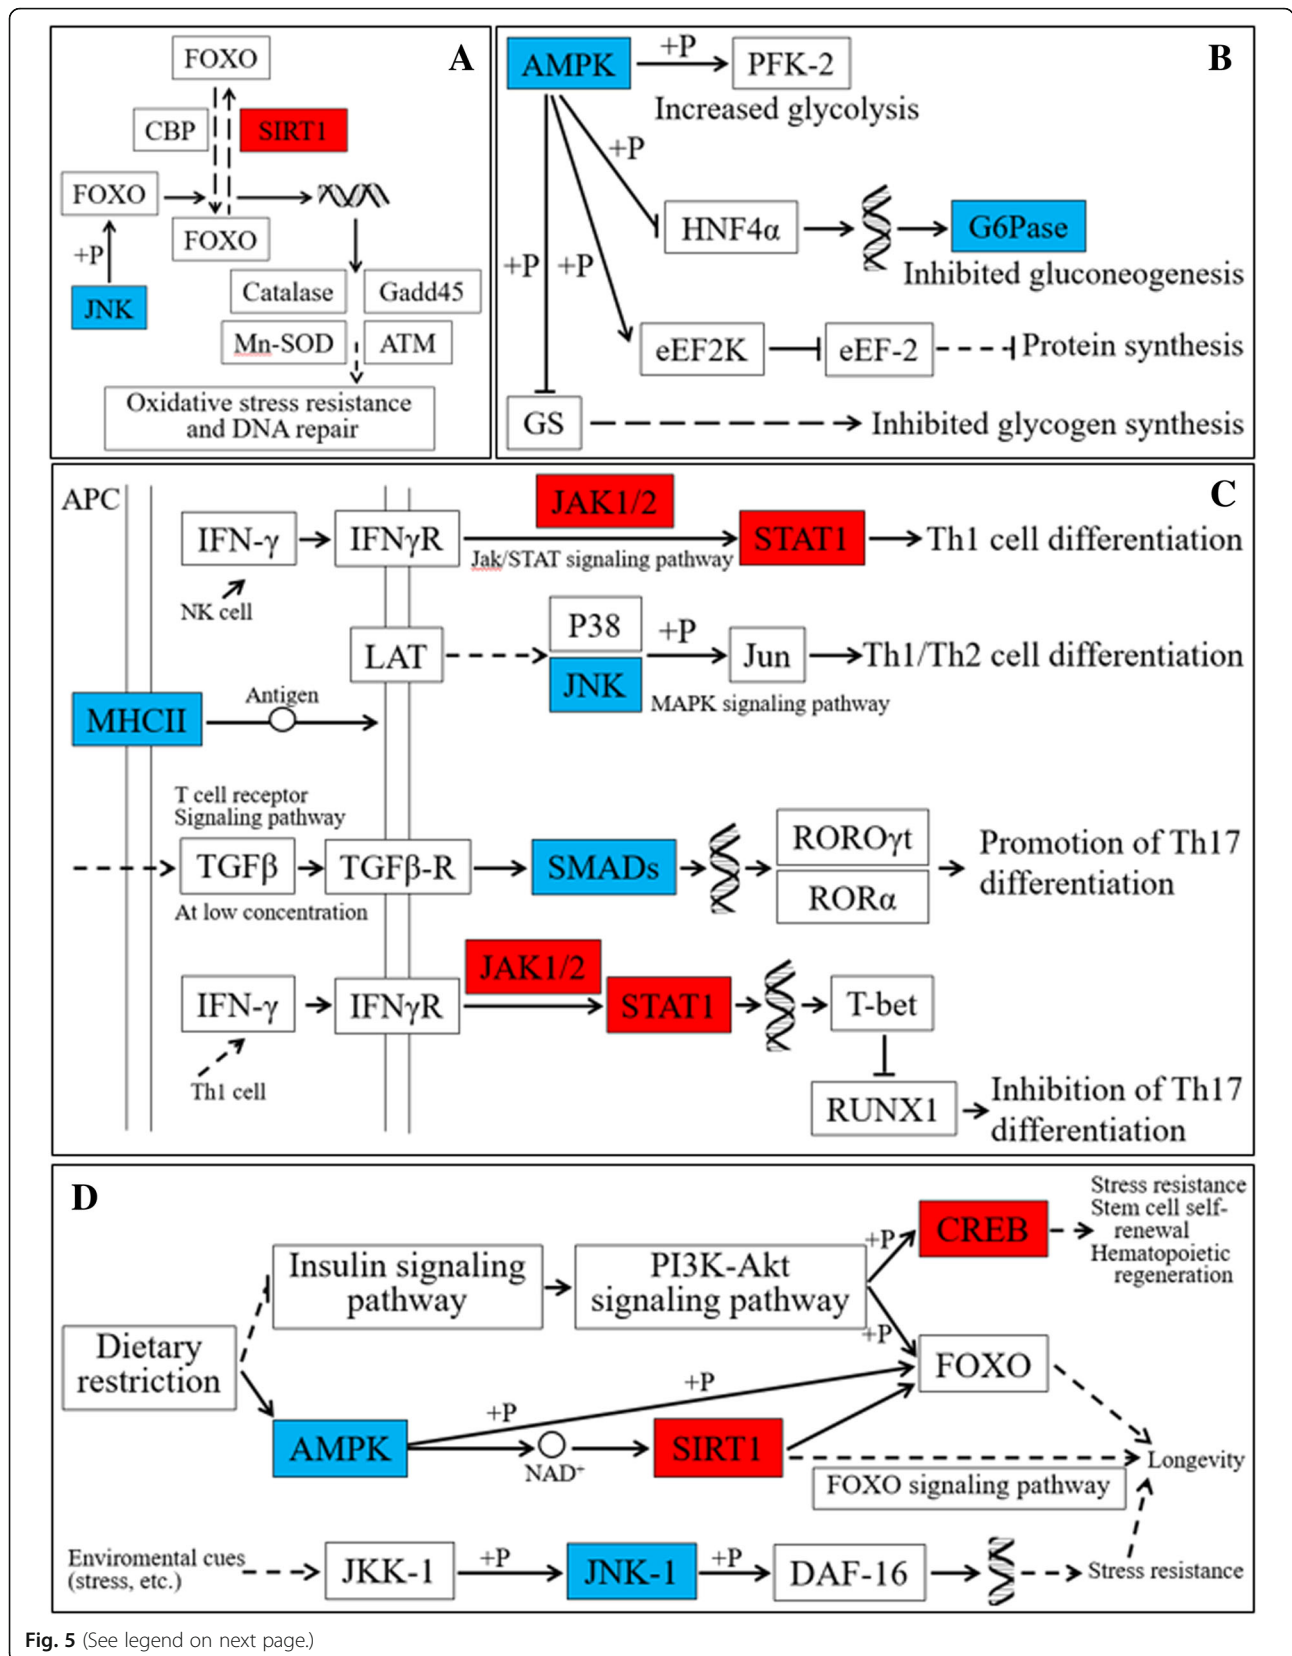 A
FOXO
CBP
SIRT1
FOXO
FOXO
+P
JNK
Catalase
Gadd45
Mn-SOD
ATM
Oxidative stress resistance
and DNA repair
B
AMPK
+P
PFK-2
Increased glycolysis
+P
HNF4α
G6Pase
Inhibited gluconeogenesis
+P
+P
eEF2K
eEF-2
Protein synthesis
GS
Inhibited glycogen synthesis
C
APC
IFN-γ
IFNγR
JAK1/2
Jak/STAT signaling pathway
STAT1
Th1 cell differentiation
NK cell
LAT
P38
JNK
+P
Jun
Th1/Th2 cell differentiation
MAPK signaling pathway
MHCII
Antigen
T cell receptor
Signaling pathway
TGFβ
TGFβ-R
SMADs
ROROγt
RORα
Promotion of Th17
differentiation
At low concentration
IFN-γ
IFNγR
JAK1/2
STAT1
T-bet
Th1 cell
RUNX1
Inhibition of Th17
differentiation
D
Dietary
restriction
Insulin signaling
pathway
PI3K-Akt
signaling pathway
+P
CREB
Stress resistance
Stem cell self-
renewal
Hematopoietic
regeneration
+P
FOXO
AMPK
+P
+P
NAD+
SIRT1
Longevity
FOXO signaling pathway
Enviromental cues
(stress, etc.)
JKK-1
+P
JNK-1
+P
DAF-16
Stress resistance
Fig. 5 (See legend on next page.)